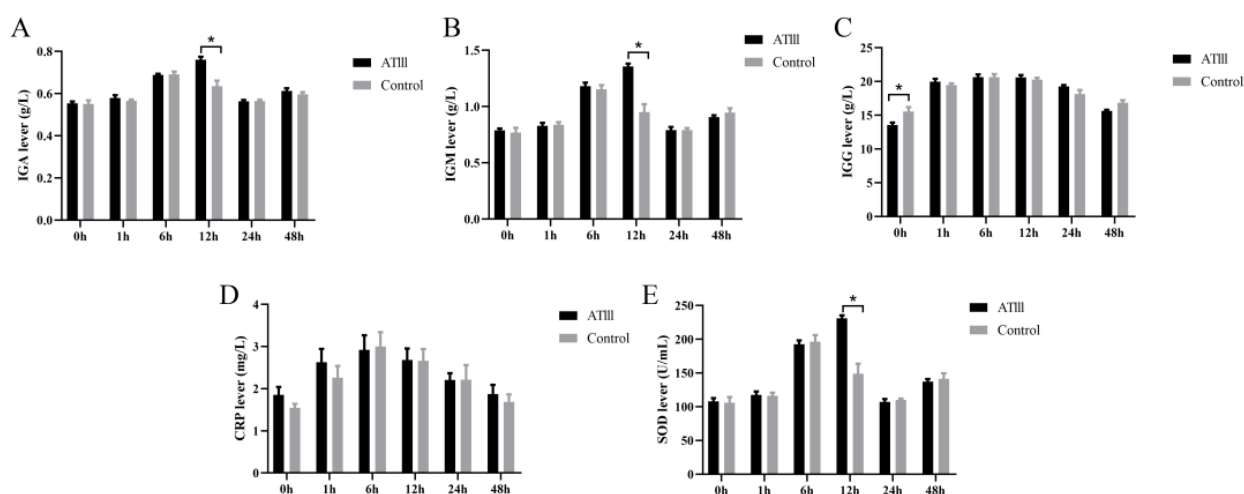 A
IGA lever (g/L)
0.8
0.6
0.4
0.2
0.0
0h 1h 6h 12h 24h 48h
*
ATIII
Control
B
IGM lever (g/L)
1.5
1.0
0.5
0.0
0h 1h 6h 12h 24h 48h
*
ATIII
Control
C
IGG lever (g/L)
25
20
15
10
5
0
0h 1h 6h 12h 24h 48h
*
ATIII
Control
D
CRP lever (mg/L)
4
3
2
1
0
0h 1h 6h 12h 24h 48h
ATIII
Control
E
SOD lever (U/mL)
250
200
150
100
50
0
0h 1h 6h 12h 24h 48h
*
ATIII
Control